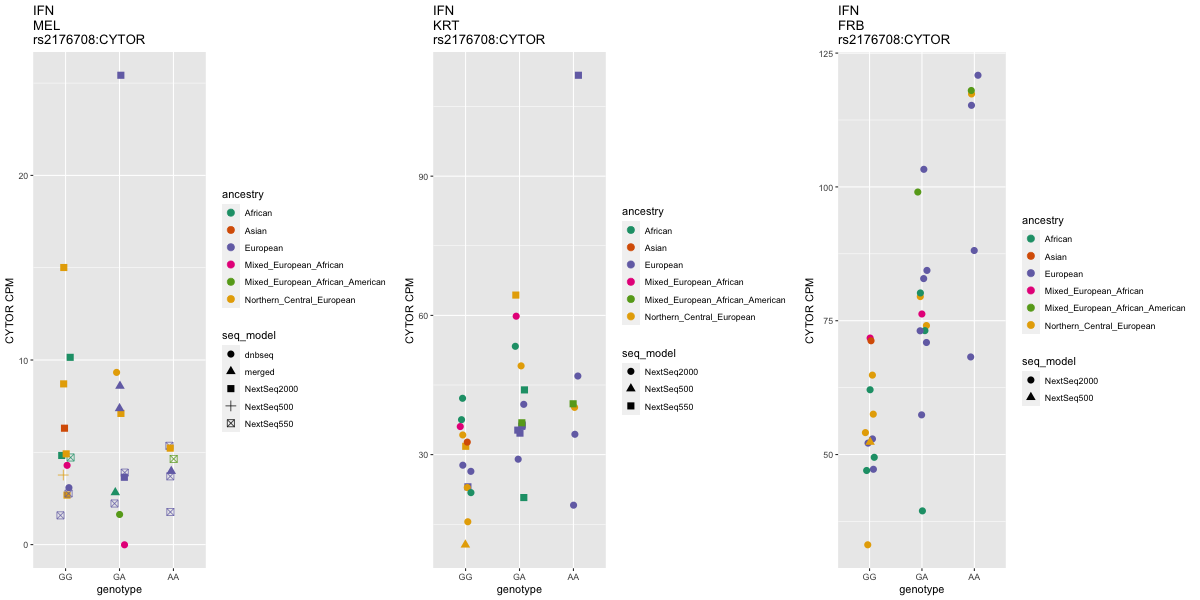 IFN
MEL
rs2176708:CYTOR
CYTOR CPM
20
10
0
GG
GA
AA
genotype
ancestry
African
Asian
European
Mixed_European_African
Mixed_European_African_American
Northern_Central_European
seq_model
dnbseq
merged
NextSeq2000
NextSeq500
NextSeq550
IFN
KRT
rs2176708:CYTOR
CYTOR CPM
90
60
30
GG
GA
AA
genotype
ancestry
African
Asian
European
Mixed_European_African
Mixed_European_African_American
Northern_Central_European
seq_model
NextSeq2000
NextSeq500
NextSeq550
IFN
FRB
rs2176708:CYTOR
CYTOR CPM
125
100
75
50
GG
GA
AA
genotype
ancestry
African
Asian
European
Mixed_European_African
Mixed_European_African_American
Northern_Central_European
seq_model
NextSeq2000
NextSeq500